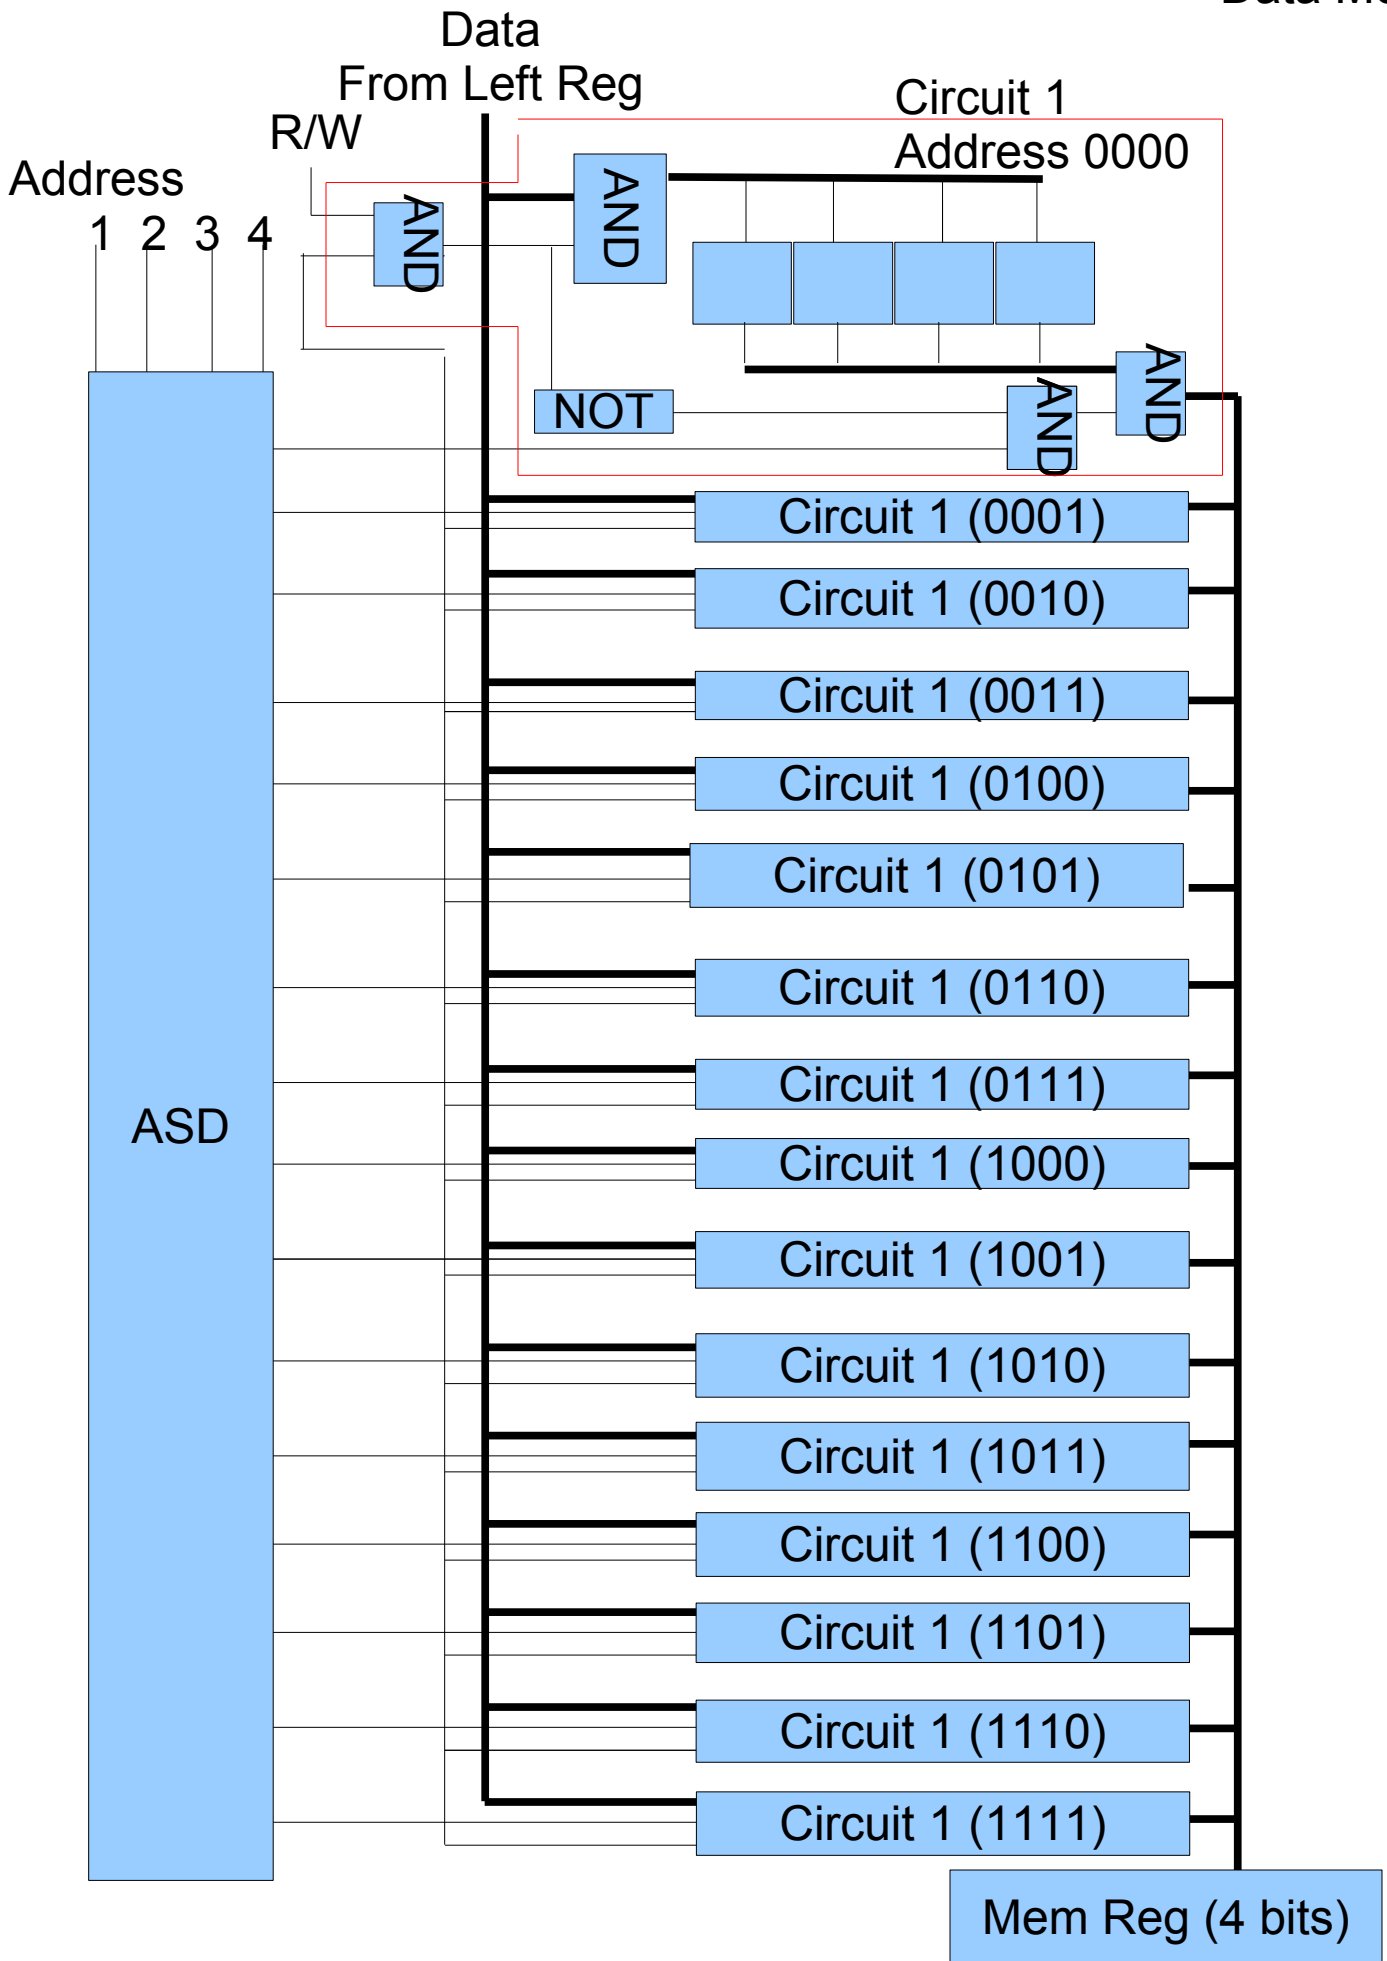 Data
From Left Reg
R/W
Circuit 1
Address 0000
Address
1 2 3 4
AND
AND
AND
AND
NOT
Circuit 1 (0001)
Circuit 1 (0010)
Circuit 1 (0011)
Circuit 1 (0100)
Circuit 1 (0101)
Circuit 1 (0110)
Circuit 1 (0111)
ASD
Circuit 1 (1000)
Circuit 1 (1001)
Circuit 1 (1010)
Circuit 1 (1011)
Circuit 1 (1100)
Circuit 1 (1101)
Circuit 1 (1110)
Circuit 1 (1111)
Mem Reg (4 bits)